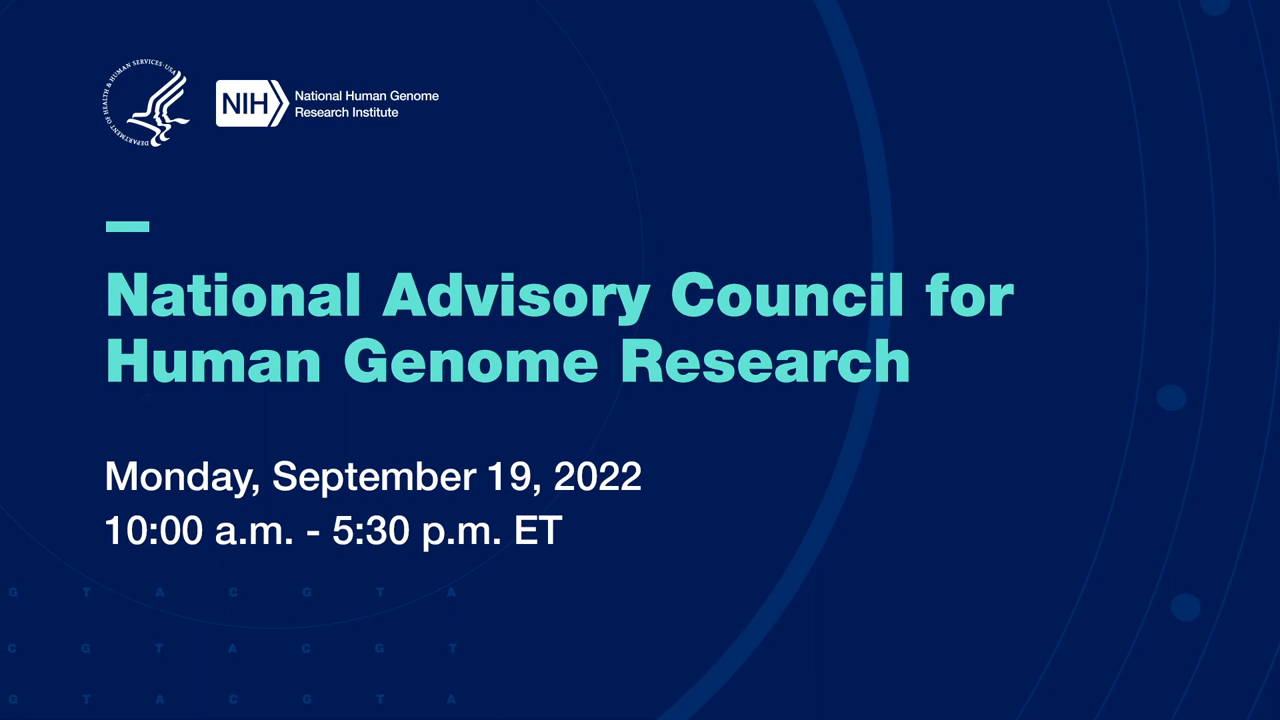 DEPARTMENT OF HEALTH & HUMAN SERVICES · USA
NIH
National Human Genome
Research Institute
National Advisory Council for
Human Genome Research
Monday, September 19, 2022
10:00 a.m. - 5:30 p.m. ET
G T A C G T A
C G T A C G T
G T A C G T A